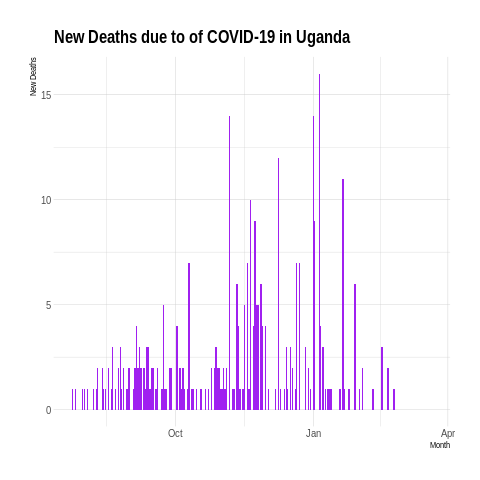 New Deaths due to of COVID-19 in Uganda
New Deaths
15
10
5
0
Oct
Jan
Apr
Month